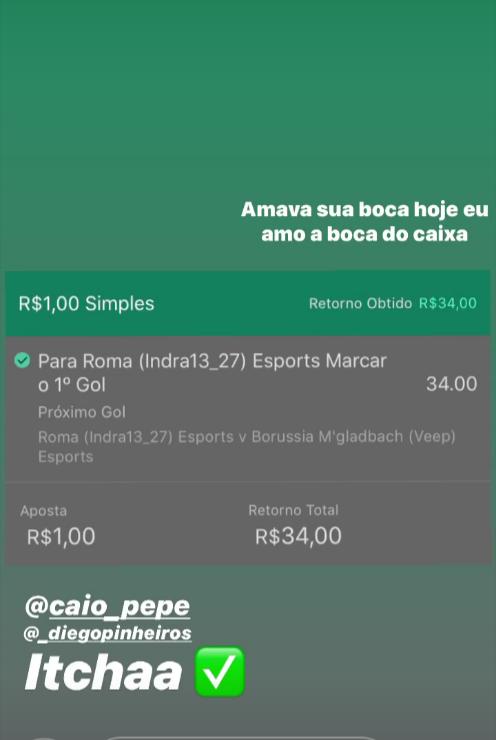 Amava sua boca hoje eu
amo a boca do caixa
R$1,00 Simples
Retorno Obtido R$34,00
Para Roma (Indra13_27) Esports Marcar
o 1º Gol
34.00
Próximo Gol
Roma (Indra13_27) Esports v Borussia M'gladbach (Veep)
Esports
Aposta
Retorno Total
R$1,00
R$34,00
@caio_pepe
@_diegopinheiros
Itchaa ✅